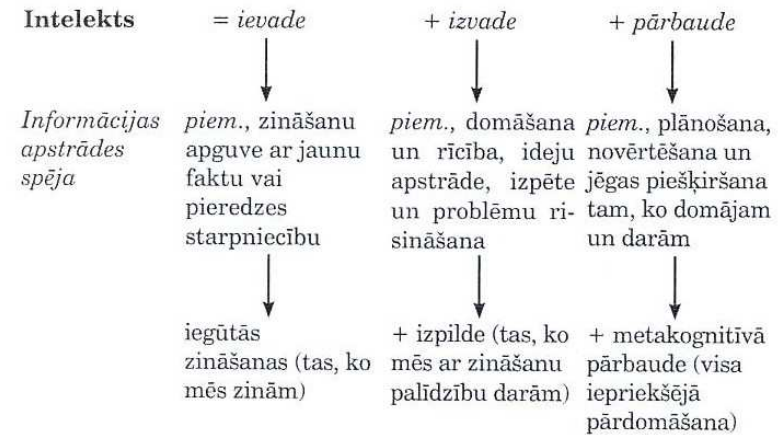 Intelekts = ievade + izvade + pārbaude
Informācijas apstrādes spēja
piem., zināšanu
apguve ar jaunu
faktu vai
pieredzes
starpniecību
piem., domāšana
un rīcība, ideju
apstrāde, izpēte
un problēmu ri-
sināšana
piem., plānošana,
novērtēšana un
jēgas piešķiršana
tam, ko domājam
un darām
iegūtās
zināšanas (tas, ko
mēs zinām)
+ izpilde (tas, ko
mēs ar zināšanu
palīdzību darām)
+ metakognitīvā
pārbaude (visa
iepriekšējā
pārdomāšana)